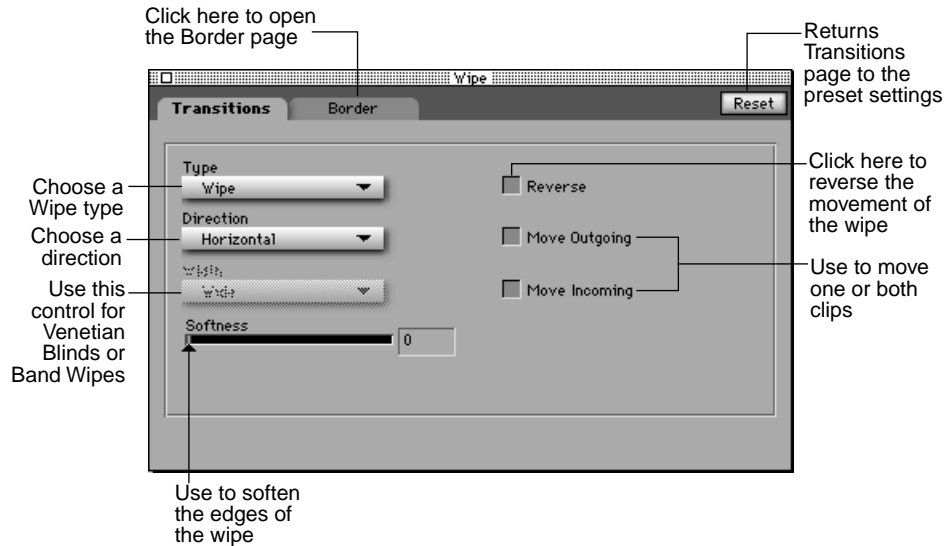 Click here to open
the Border page
Returns
Transitions
page to the
preset settings
Wipe
Transitions
Border
Reset
Choose a
Wipe type
Type
Wipe
Reverse
Click here to
reverse the
movement of
the wipe
Choose a
direction
Direction
Horizontal
Move Outgoing
Use to move
one or both
clips
Use this
control for
Venetian
Blinds or
Band Wipes
Width
Wide
Move Incoming
Softness
0
Use to soften
the edges of
the wipe